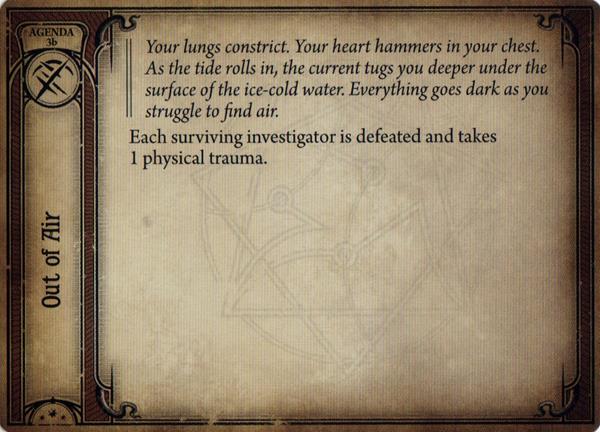 AGENDA
3b
Your lungs constrict. Your heart hammers in your chest.
As the tide rolls in, the current tugs you deeper under the
surface of the ice-cold water. Everything goes dark as you
struggle to find air.
Each surviving investigator is defeated and takes
1 physical trauma.
Out of Air